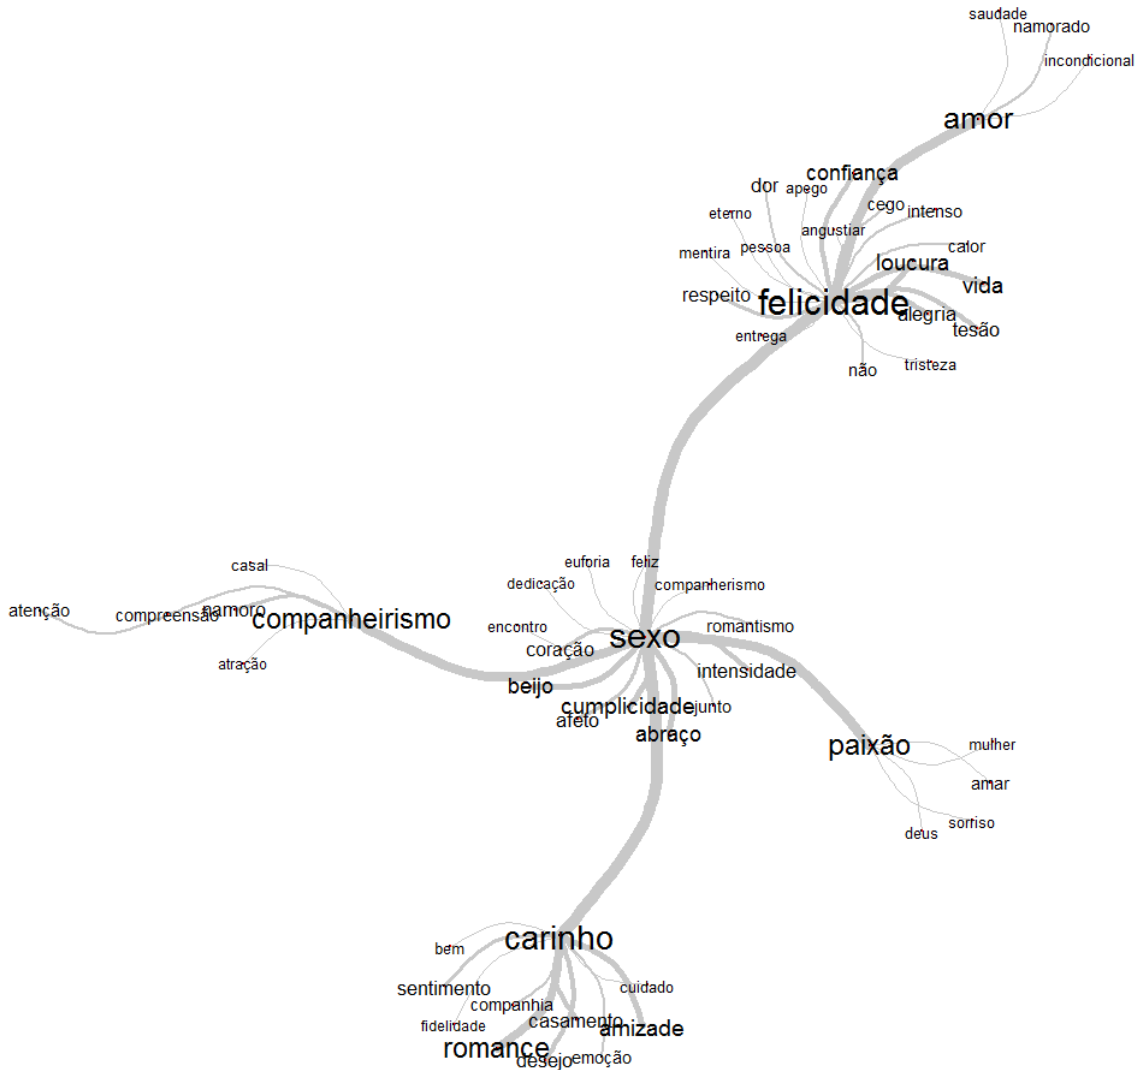 saudade
namorado
incondicional
amor
confiança
dor
apego
cego
intenso
eterno
angustiar
pessoa
calor
mentira
loucura
vida
respeito
felicidade
alegria
tesão
entrega
não
tristeza
casal
euforia
feliz
dedicação
companherismo
atenção
compreensão
namoro
companheirismo
encontro
sexo
romantismo
coração
atração
intensidade
beijo
cumplicidade
junto
afeto
abraço
paixão
mulher
amar
sorriso
deus
carinho
bem
sentimento
cuidado
companhia
fidelidade
casamento
amizade
romance
desejo
emoção